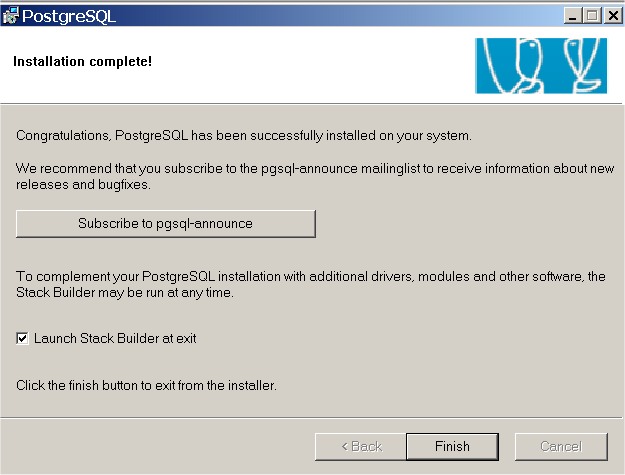 PostgreSQL
Installation complete!
Congratulations, PostgreSQL has been successfully installed on your system.
We recommend that you subscribe to the pgsql-announce mailinglist to receive information about new
releases and bugfixes.
Subscribe to pgsql-announce
To complement your PostgreSQL installation with additional drivers, modules and other software, the
Stack Builder may be run at any time.
Launch Stack Builder at exit
Click the finish button to exit from the installer.
< Back Finish Cancel